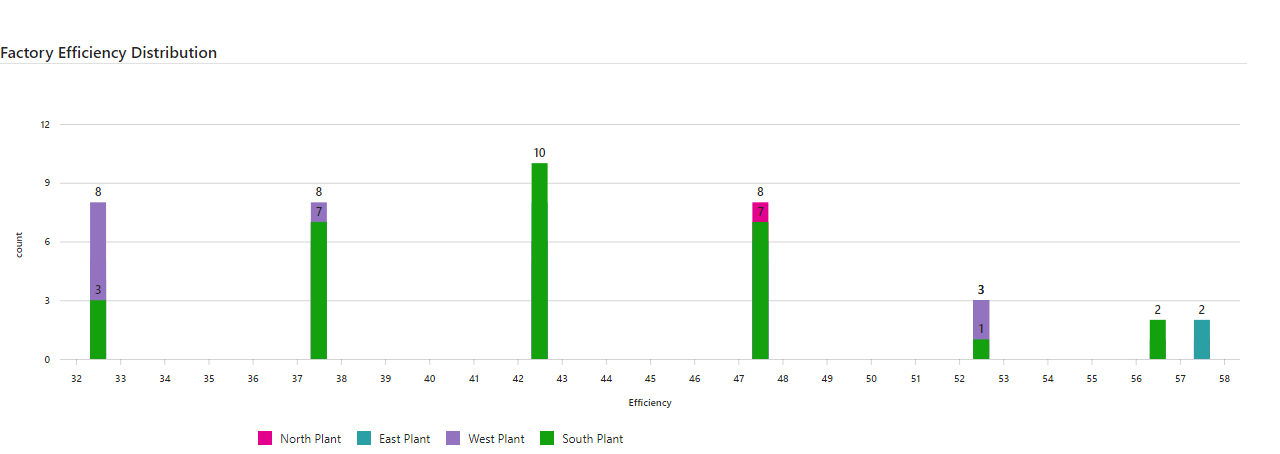 Factory Efficiency Distribution
12
10
9
8 8 8
7 7
6
count
3 3 3
1
2 2
0
32 33 34 35 36 37 38 39 40 41 42 43 44 45 46 47 48 49 50 51 52 53 54 55 56 57 58
Efficiency
North Plant East Plant West Plant South Plant